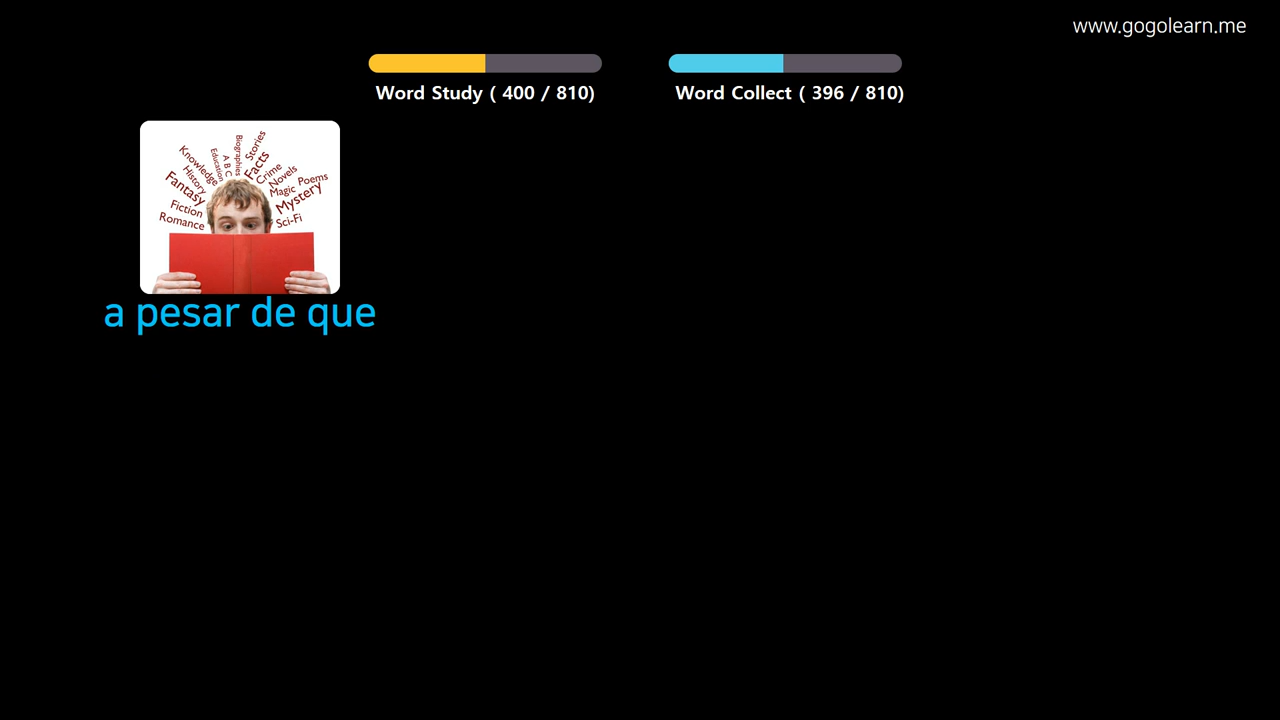 www.gogolearn.me
Word Study ( 400 / 810)
Word Collect ( 396 / 810)
Biographies
Stories
A B C
Education
Facts
Knowledge
Crime
History
Novels
Fantasy
Magic
Poems
Mystery
Fiction
Romance
Sci-Fi
a pesar de que